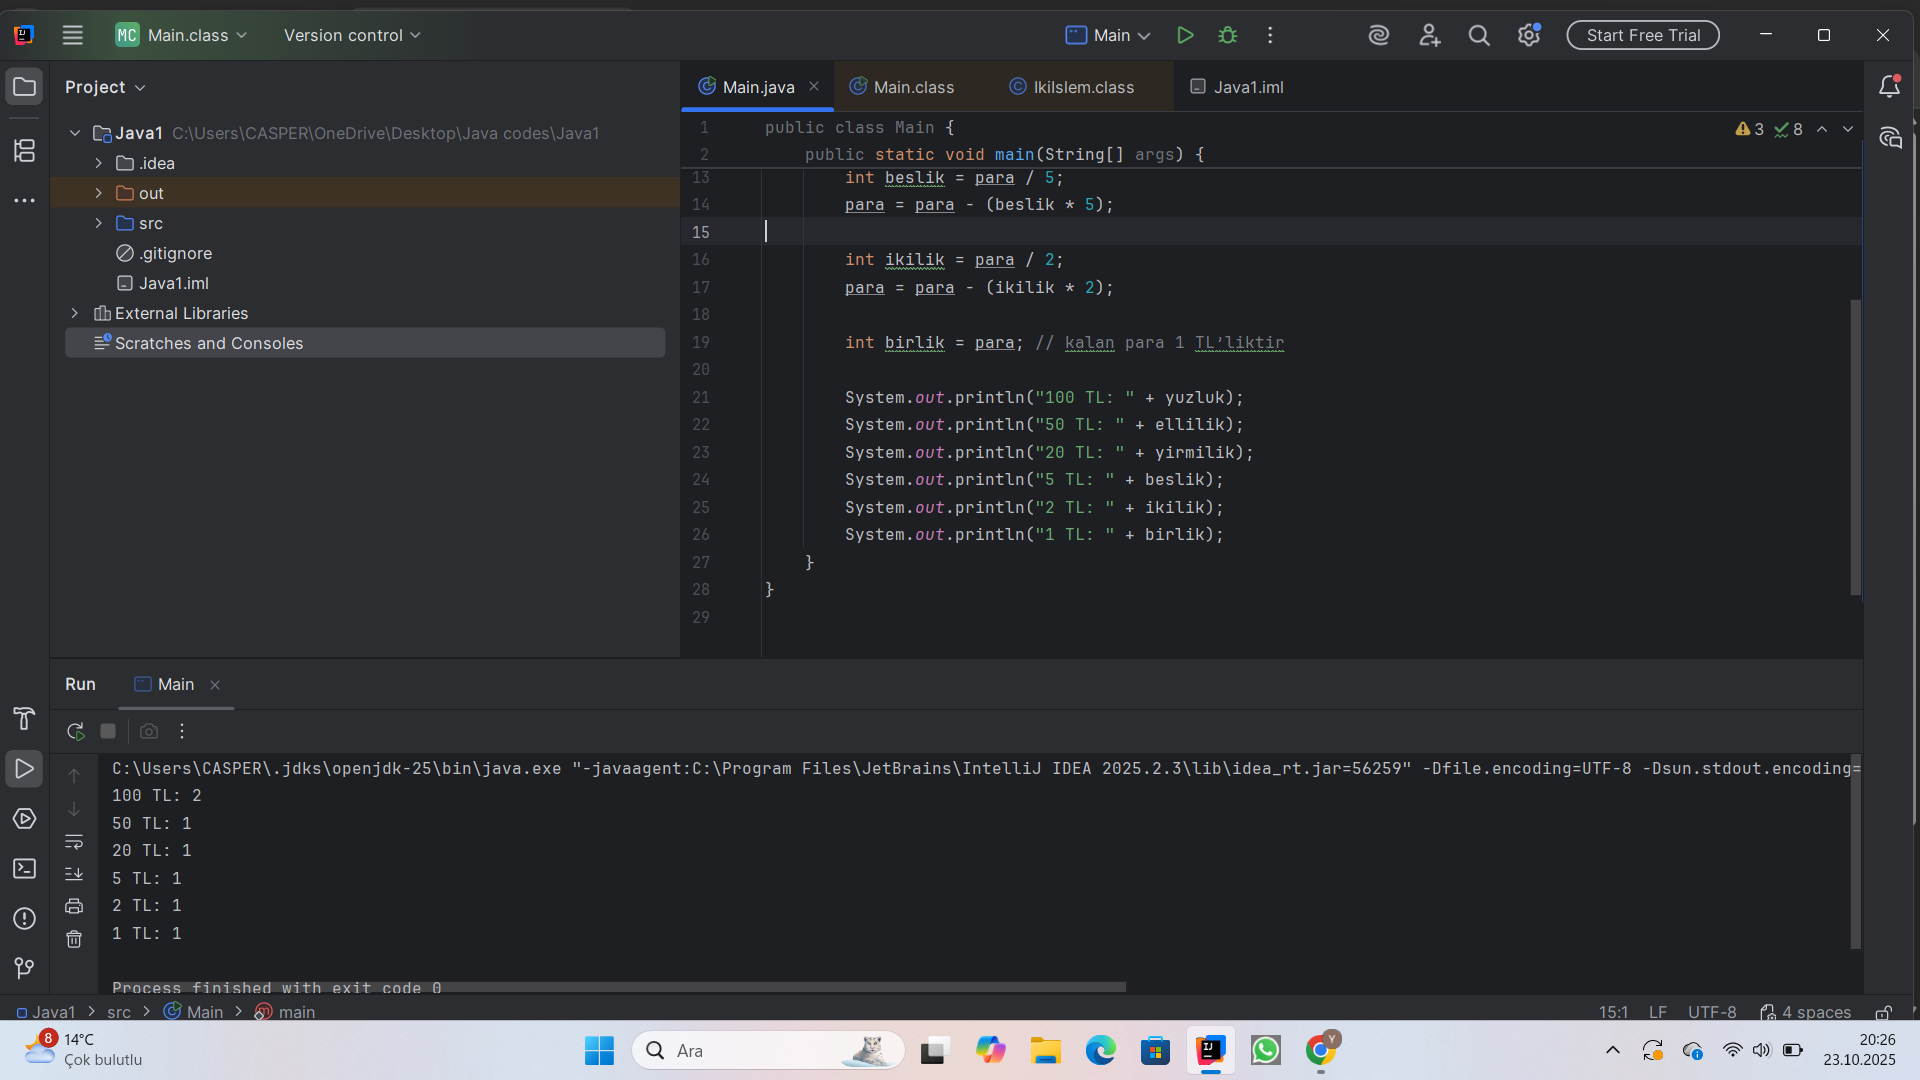 MC Main.class Version control Main Start Free Trial
Project
Main.java Main.class IkiIslem.class Java1.iml
Java1 C:\Users\CASPER\OneDrive\Desktop\Java codes\Java1
.idea
out
src
.gitignore
Java1.iml
External Libraries
Scratches and Consoles
1 public class Main {
3 8
2 public static void main(String[] args) {
13 int beslik = para / 5;
14 para = para - (beslik * 5);
15
16 int ikilik = para / 2;
17 para = para - (ikilik * 2);
18
19 int birlik = para; // kalan para 1 TL'liktir
20
21 System.out.println("100 TL: " + yuzluk);
22 System.out.println("50 TL: " + ellilik);
23 System.out.println("20 TL: " + yirmilik);
24 System.out.println("5 TL: " + beslik);
25 System.out.println("2 TL: " + ikilik);
26 System.out.println("1 TL: " + birlik);
27 }
28 }
29
Run Main
C:\Users\CASPER\.jdks\openjdk-25\bin\java.exe "-javaagent:C:\Program Files\JetBrains\IntelliJ IDEA 2025.2.3\lib\idea_rt.jar=56259" -Dfile.encoding=UTF-8 -Dsun.stdout.encoding=
100 TL: 2
50 TL: 1
20 TL: 1
5 TL: 1
2 TL: 1
1 TL: 1
Process finished with exit code 0
Java1 > src > Main > main 15:1 LF UTF-8 4 spaces
8 14°C
Çok bulutlu
Ara
Y
20:26
23.10.2025